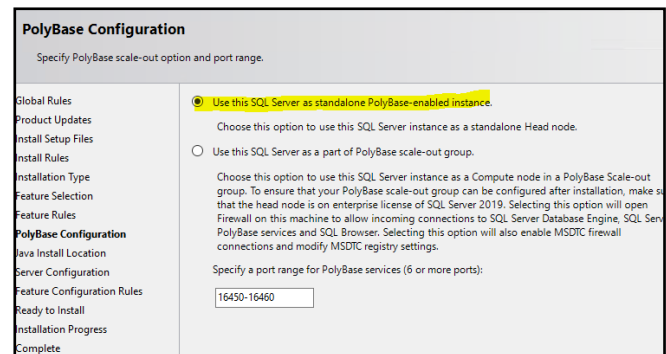 PolyBase Configuration
Specify PolyBase scale-out option and port range.
Global Rules
Product Updates
Install Setup Files
Install Rules
Installation Type
Feature Selection
Feature Rules
PolyBase Configuration
Java Install Location
Server Configuration
Feature Configuration Rules
Ready to Install
Installation Progress
Complete
Use this SQL Server as standalone PolyBase-enabled instance.
Choose this option to use this SQL Server instance as a standalone Head node.
Use this SQL Server as a part of PolyBase scale-out group.
Choose this option to use this SQL Server instance as a Compute node in a PolyBase Scale-out
group. To ensure that your PolyBase scale-out group can be configured after installation, make su
that the head node is on enterprise license of SQL Server 2019. Selecting this option will open
Firewall on this machine to allow incoming connections to SQL Server Database Engine, SQL Serv
PolyBase services and SQL Browser. Selecting this option will also enable MSDTC firewall
connections and modify MSDTC registry settings.
Specify a port range for PolyBase services (6 or more ports):
16450-16460